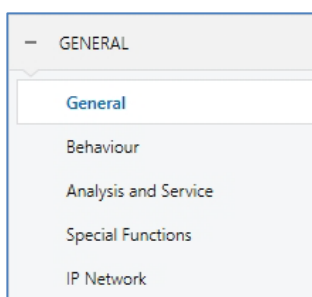 GENERAL
General
Behaviour
Analysis and Service
Special Functions
IP Network